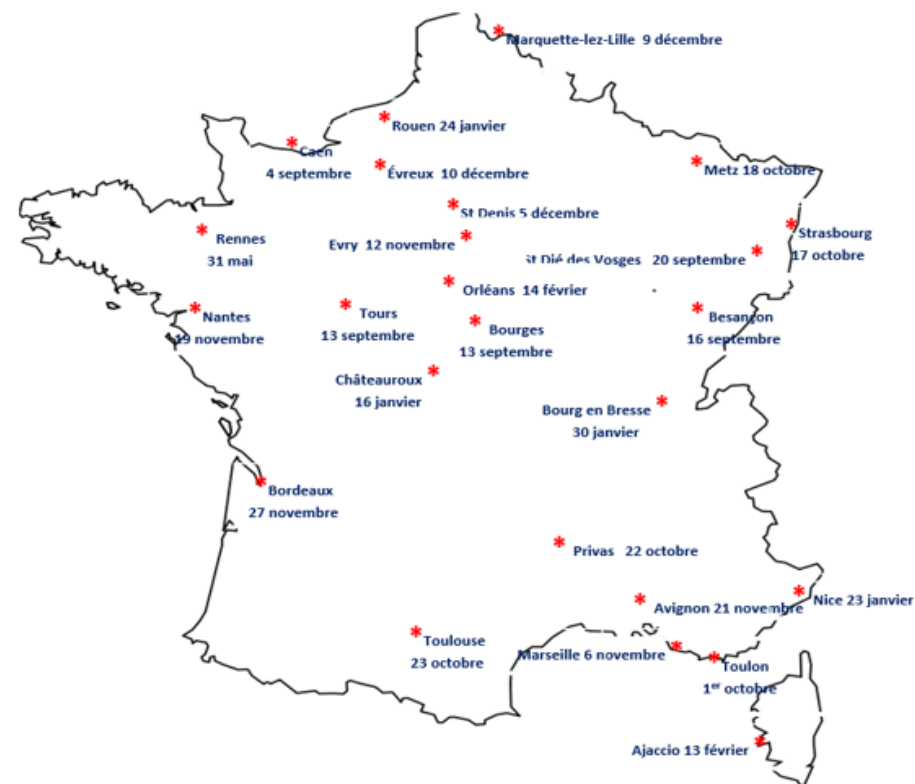 Marquette-lez-Lille 9 décembre
Rouen 24 janvier
Caen
4 septembre
Évreux 10 décembre
Metz 18 octobre
St Denis 5 décembre
Rennes
31 mai
Evry 12 novembre
Strasbourg
17 octobre
St Dié des Vosges 20 septembre
Orléans 14 février
Nantes
19 novembre
Tours
13 septembre
Bourges
13 septembre
Besançon
16 septembre
Châteauroux
16 janvier
Bourg en Bresse
30 janvier
Bordeaux
27 novembre
Privas 22 octobre
Nice 23 janvier
Avignon 21 novembre
Toulouse
23 octobre
Marseille 6 novembre
Toulon
1er octobre
Ajaccio 13 février